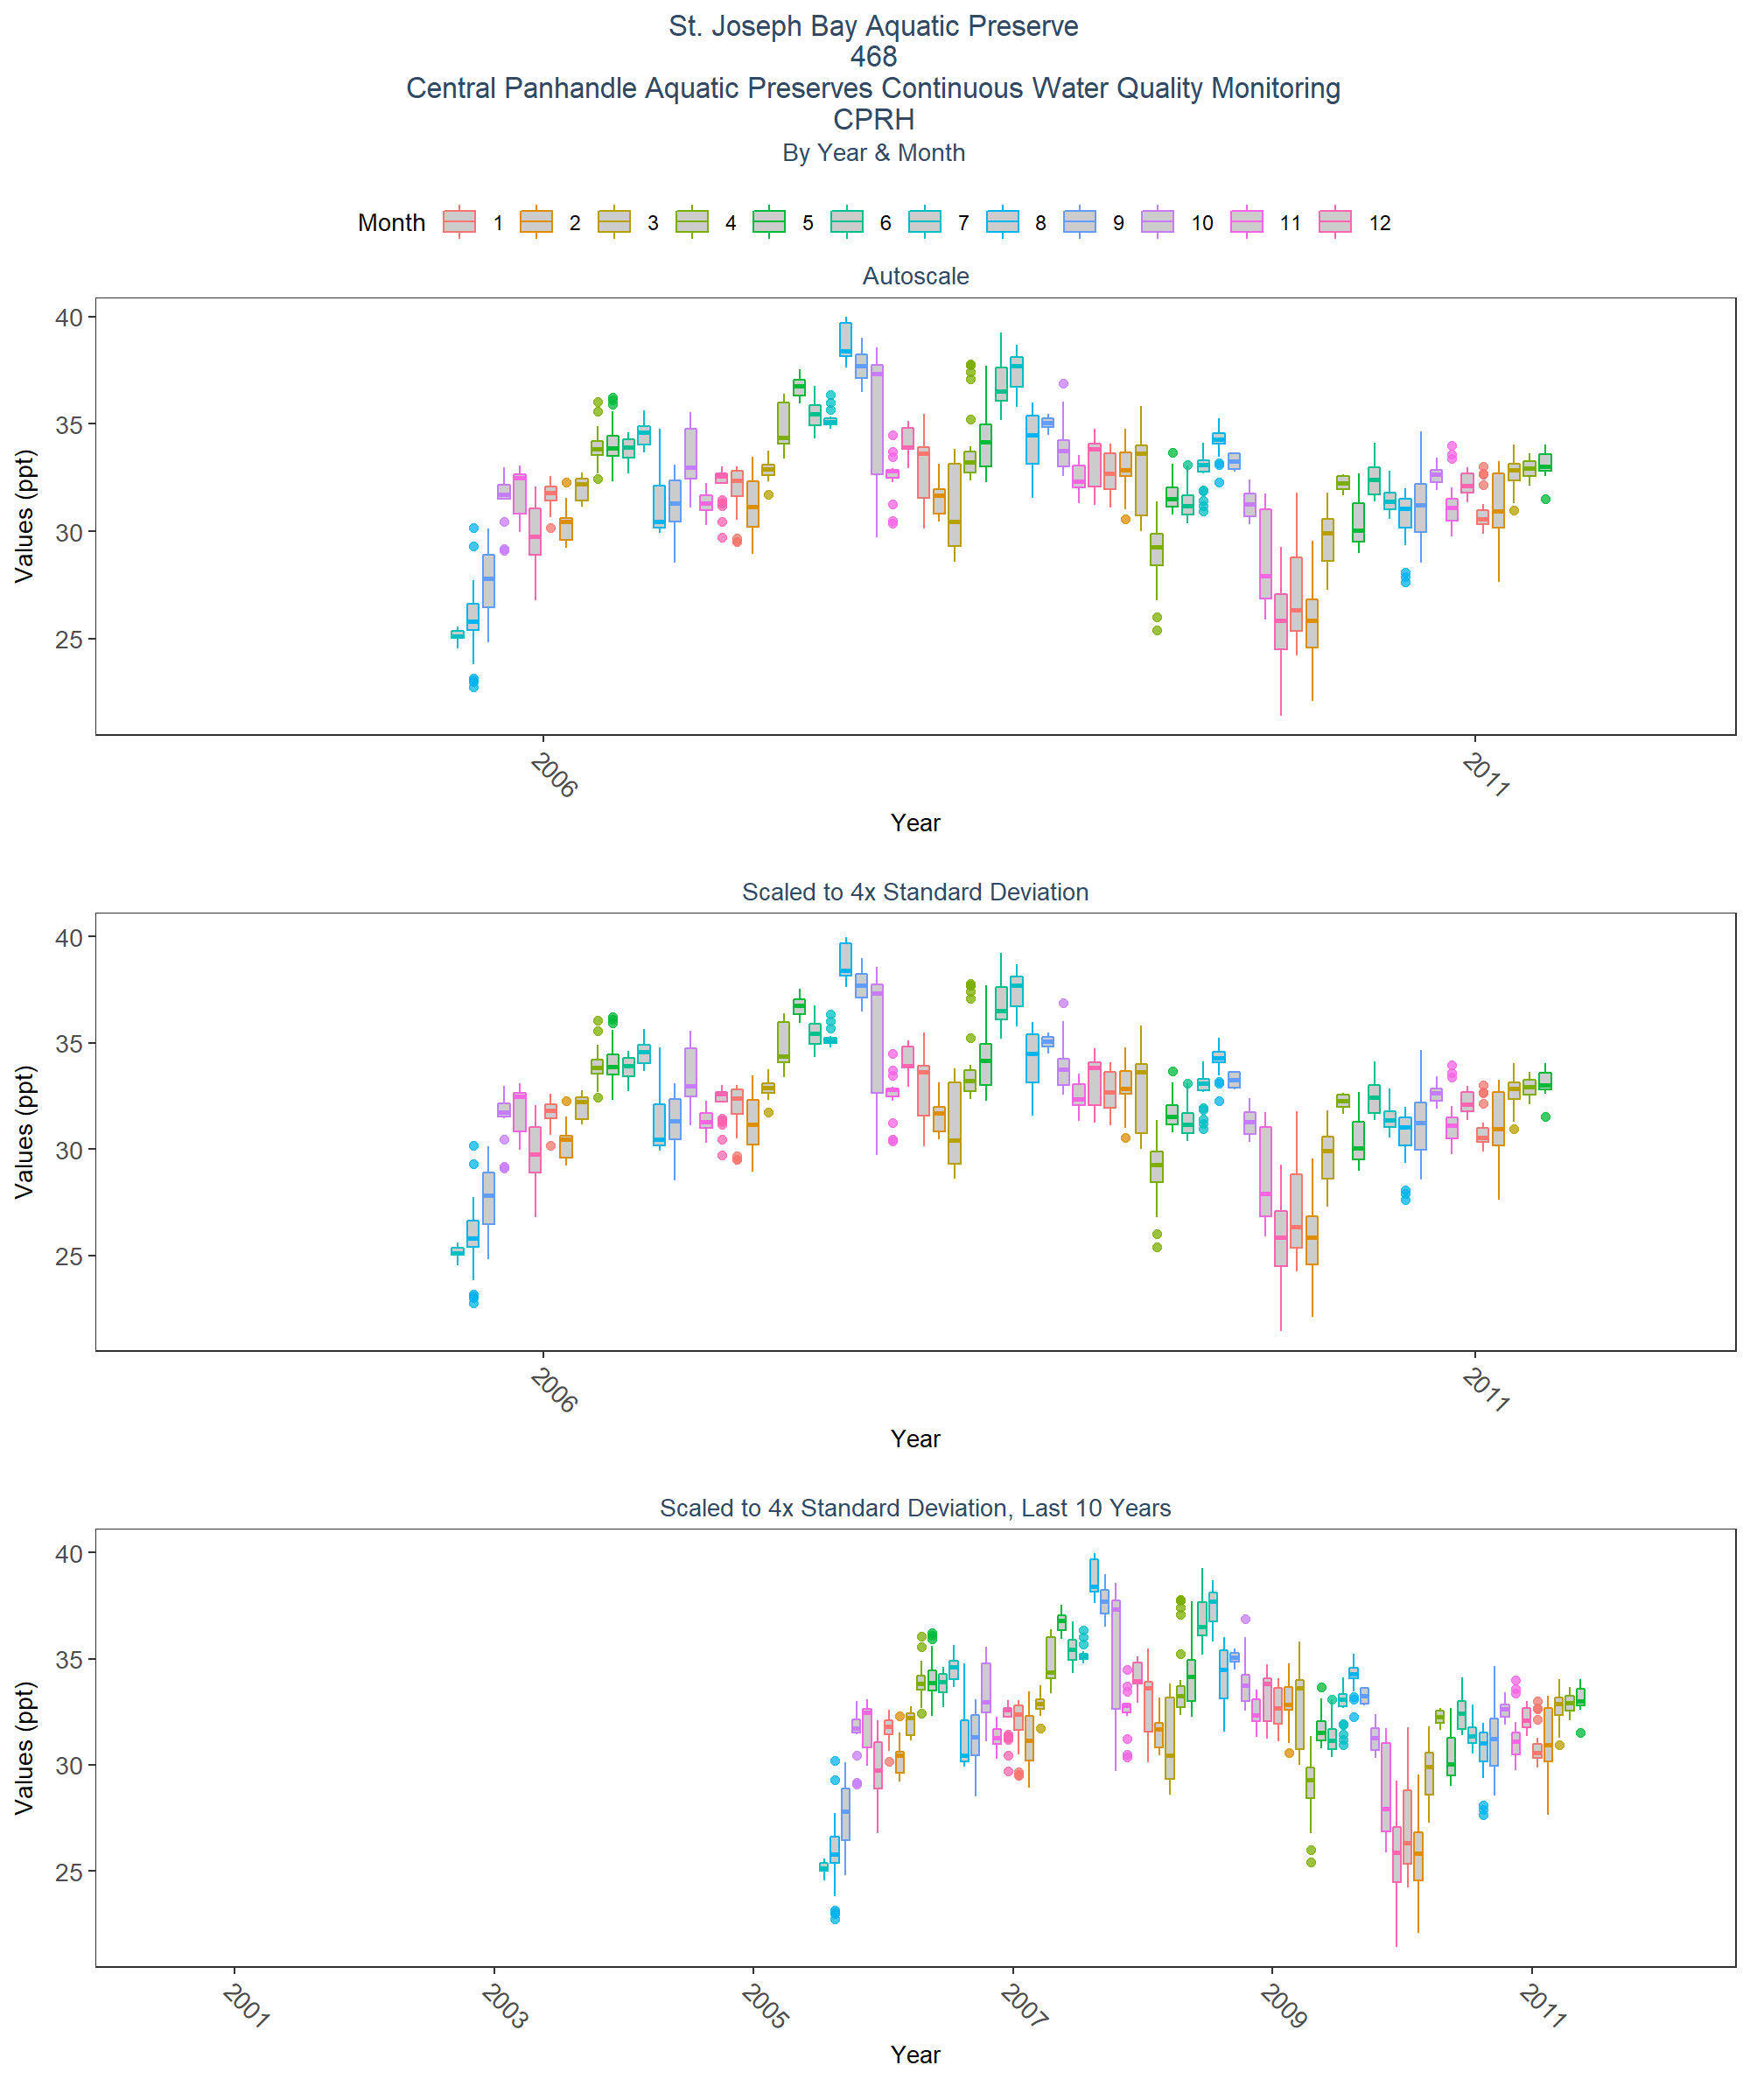 St. Joseph Bay Aquatic Preserve
468
Central Panhandle Aquatic Preserves Continuous Water Quality Monitoring
CPRH
By Year & Month
Month 1 2 3 4 5 6 7 8 9 10 11 12
Autoscale
Values (ppt)
40
35
30
25
2006 2011
Year
Scaled to 4x Standard Deviation
Values (ppt)
40
35
30
25
2006 2011
Year
Scaled to 4x Standard Deviation, Last 10 Years
Values (ppt)
40
35
30
25
2001 2003 2005 2007 2009 2011
Year